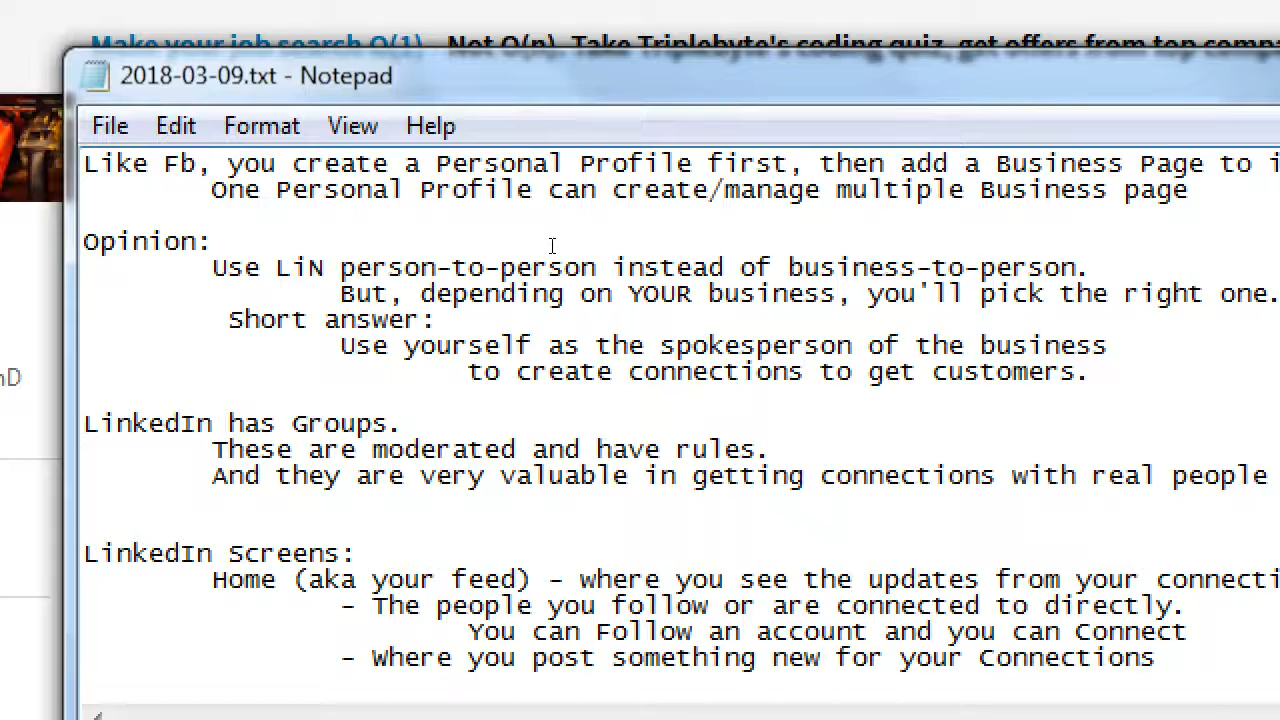 Make your job search O(1) Not O(n). Take Triplebyte's coding quiz, get offers from top
2018-03-09.txt - Notepad
File Edit Format View Help
Like Fb, you create a Personal Profile first, then add a Business Page to
One Personal Profile can create/manage multiple Business page
Opinion:
Use LiN person-to-person instead of business-to-person.
But, depending on YOUR business, you'll pick the right one.
Short answer:
Use yourself as the spokesperson of the business
to create connections to get customers.
LinkedIn has Groups.
These are moderated and have rules.
And they are very valuable in getting connections with real people
LinkedIn Screens:
Home (aka your feed) - where you see the updates from your
- The people you follow or are connected to directly.
You can Follow an account and you can Connect
- Where you post something new for your Connections